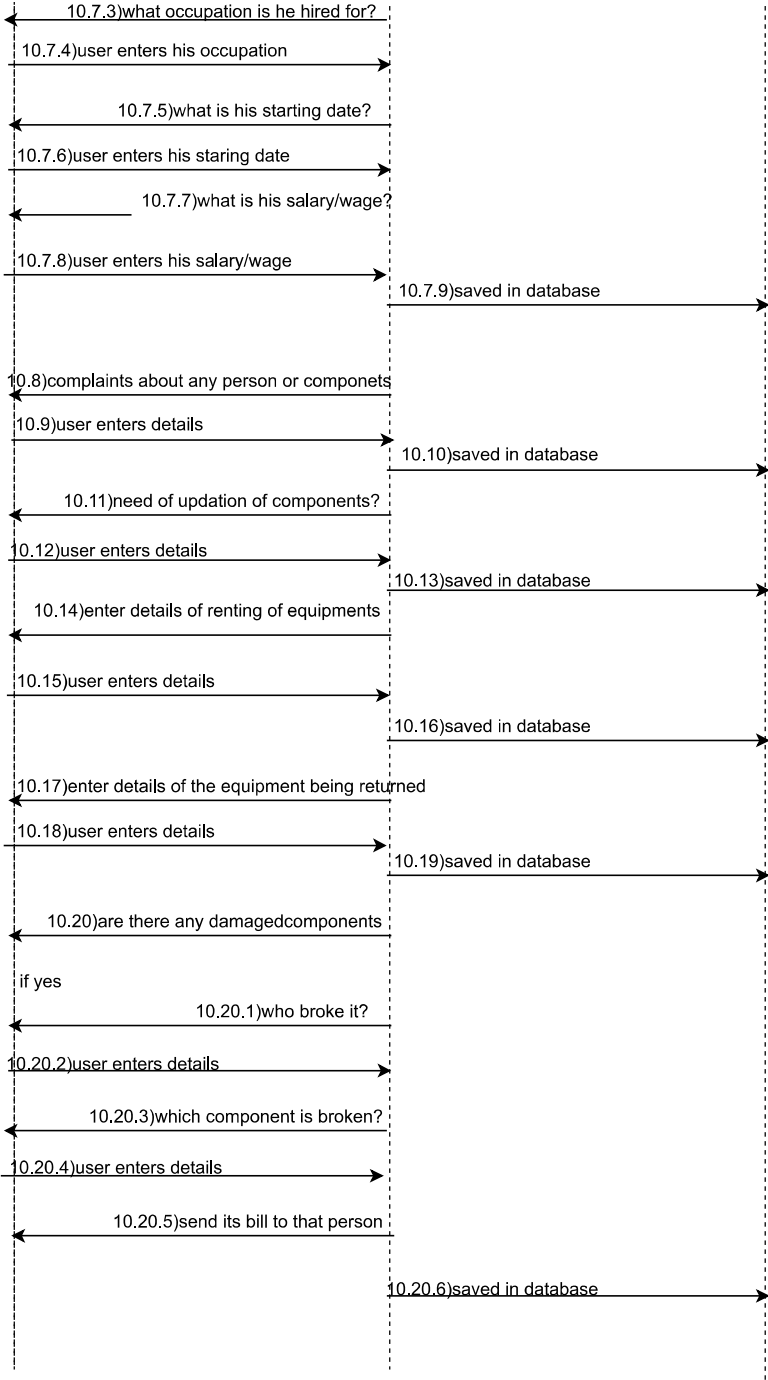 10.7.3)what occupation is he hired for?
10.7.4)user enters his occupation
10.7.5)what is his starting date?
10.7.6)user enters his staring date
10.7.7)what is his salary/wage?
10.7.8)user enters his salary/wage
10.7.9)saved in database
10.8)complaints about any person or componets
10.9)user enters details
10.10)saved in database
10.11)need of updation of components?
10.12)user enters details
10.13)saved in database
10.14)enter details of renting of equipments
10.15)user enters details
10.16)saved in database
10.17)enter details of the equipment being returned
10.18)user enters details
10.19)saved in database
10.20)are there any damagedcomponents
if yes
10.20.1)who broke it?
10.20.2)user enters details
10.20.3)which component is broken?
10.20.4)user enters details
10.20.5)send its bill to that person
10.20.6)saved in database